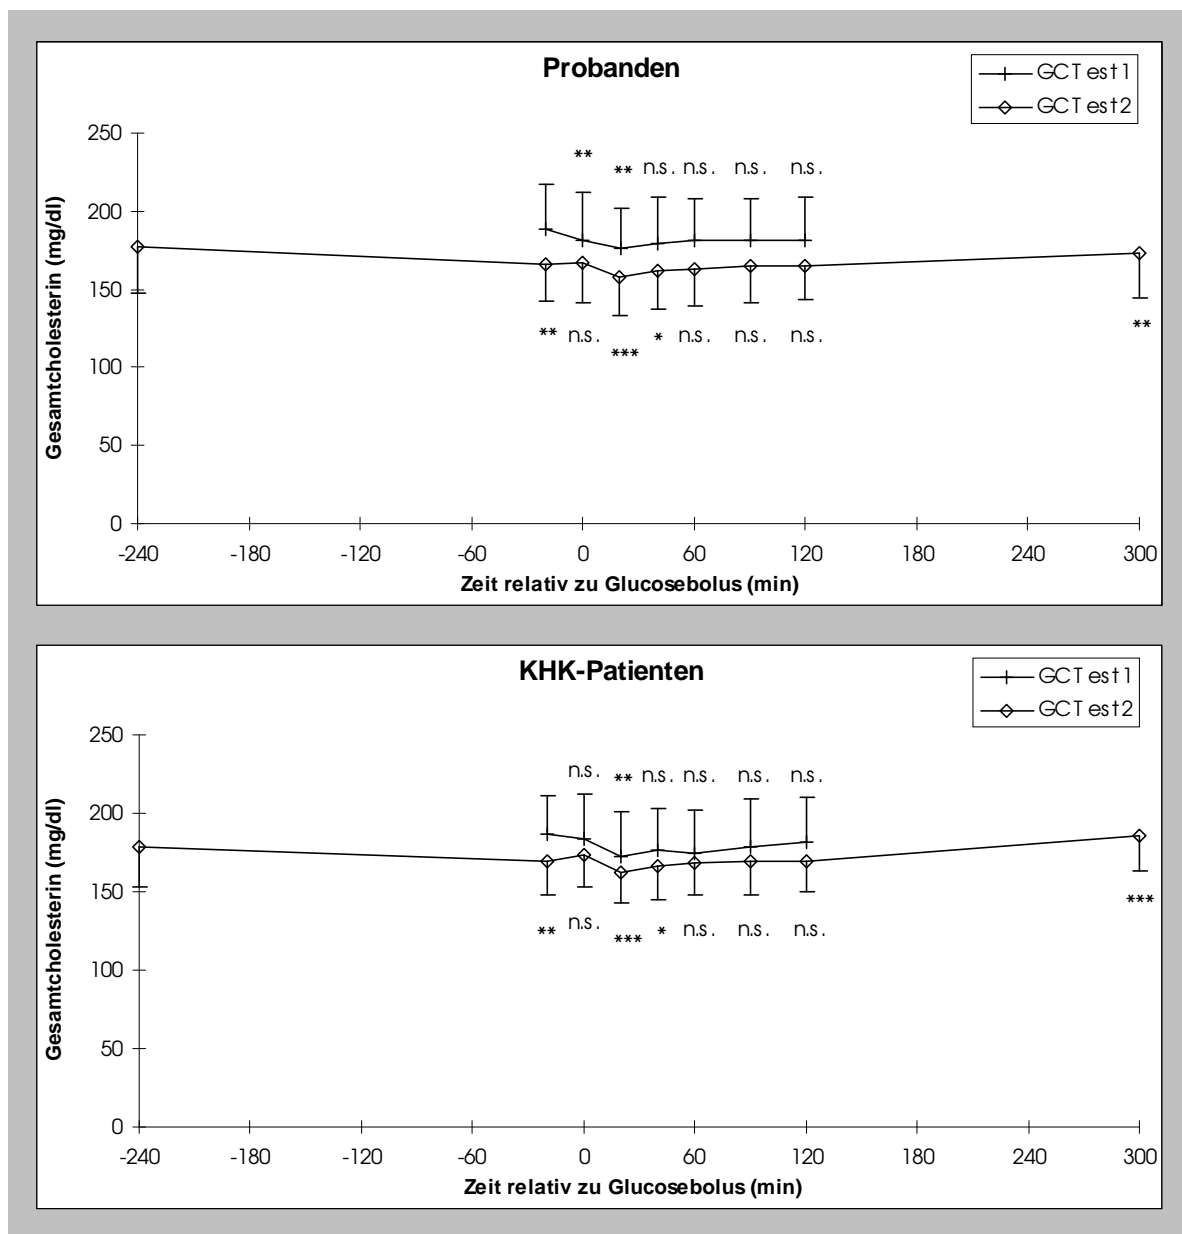 Probanden
GCTest1
GCTest2
250
200
150
100
50
0
Gesamtcholesterin (mg/dl)
** ** n.s. n.s. n.s. n.s.
** n.s. *** * n.s. n.s. n.s. **
-240 -180 -120 -60 0 60 120 180 240 300
Zeit relativ zu Glucosebolus (min)
KHK-Patienten
GCTest1
GCTest2
250
200
150
100
50
0
Gesamtcholesterin (mg/dl)
n.s. ** n.s. n.s. n.s. n.s.
** n.s. *** * n.s. n.s. n.s. ***
-240 -180 -120 -60 0 60 120 180 240 300
Zeit relativ zu Glucosebolus (min)